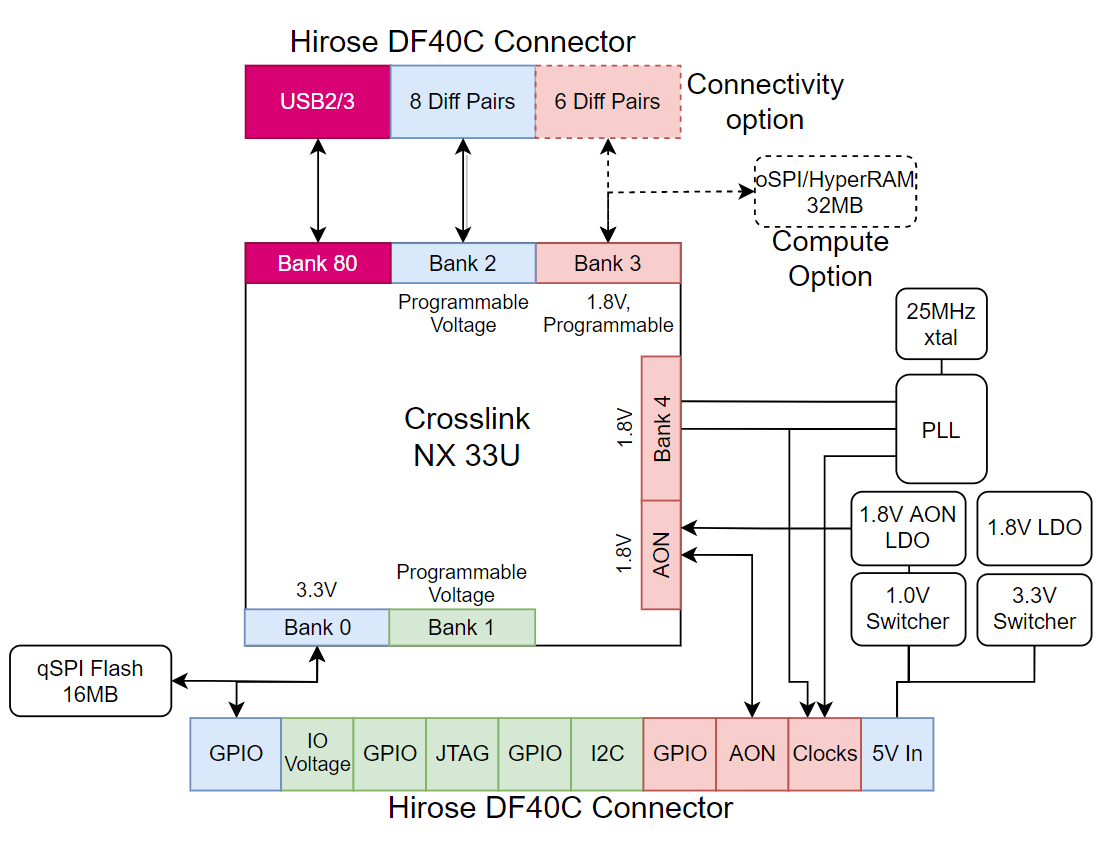 Hirose DF40C Connector
USB2/3
8 Diff Pairs
6 Diff Pairs
Connectivity
option
oSPI/HyperRAM
32MB
Compute
Option
Bank 80
Bank 2
Bank 3
Programmable
Voltage
1.8V,
Programmable
25MHz
xtal
PLL
Crosslink
NX 33U
1.8V
Bank 4
1.8V
AON
1.8V AON
LDO
1.8V LDO
1.0V
Switcher
3.3V
Switcher
3.3V
Programmable
Voltage
Bank 0
Bank 1
qSPI Flash
16MB
GPIO
IO
Voltage
GPIO
JTAG
GPIO
I2C
GPIO
AON
Clocks
5V In
Hirose DF40C Connector